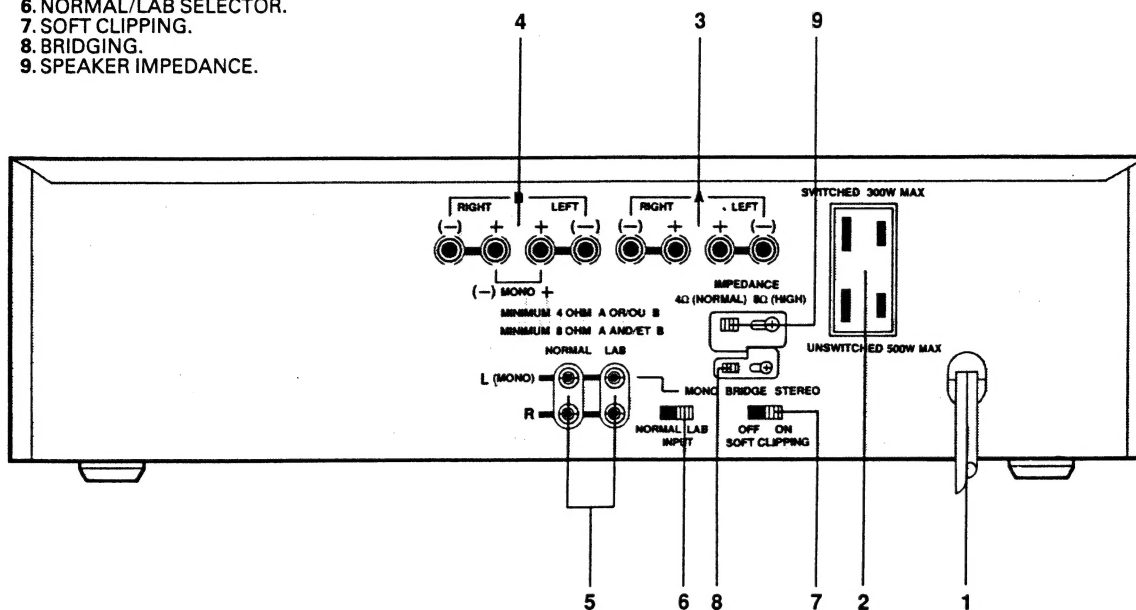 6. NORMAL/LAB SELECTOR.
7. SOFT CLIPPING.
8. BRIDGING.
9. SPEAKER IMPEDANCE.
4 3 9
SWITCHED 300W MAX
RIGHT B LEFT RIGHT A LEFT
(−) + + (−) (−) + + (−)
(−) MONO +
IMPEDANCE
4Ω (NORMAL) 8Ω (HIGH)
MINIMUM 4 OHM A OR/OU B
MINIMUM 8 OHM A AND/ET B
UNSWITCHED 500W MAX
NORMAL LAB
L (MONO)
MONO BRIDGE STEREO
R
NORMAL LAB
INPUT
OFF ON
SOFT CLIPPING
5 6 8 7 2 1